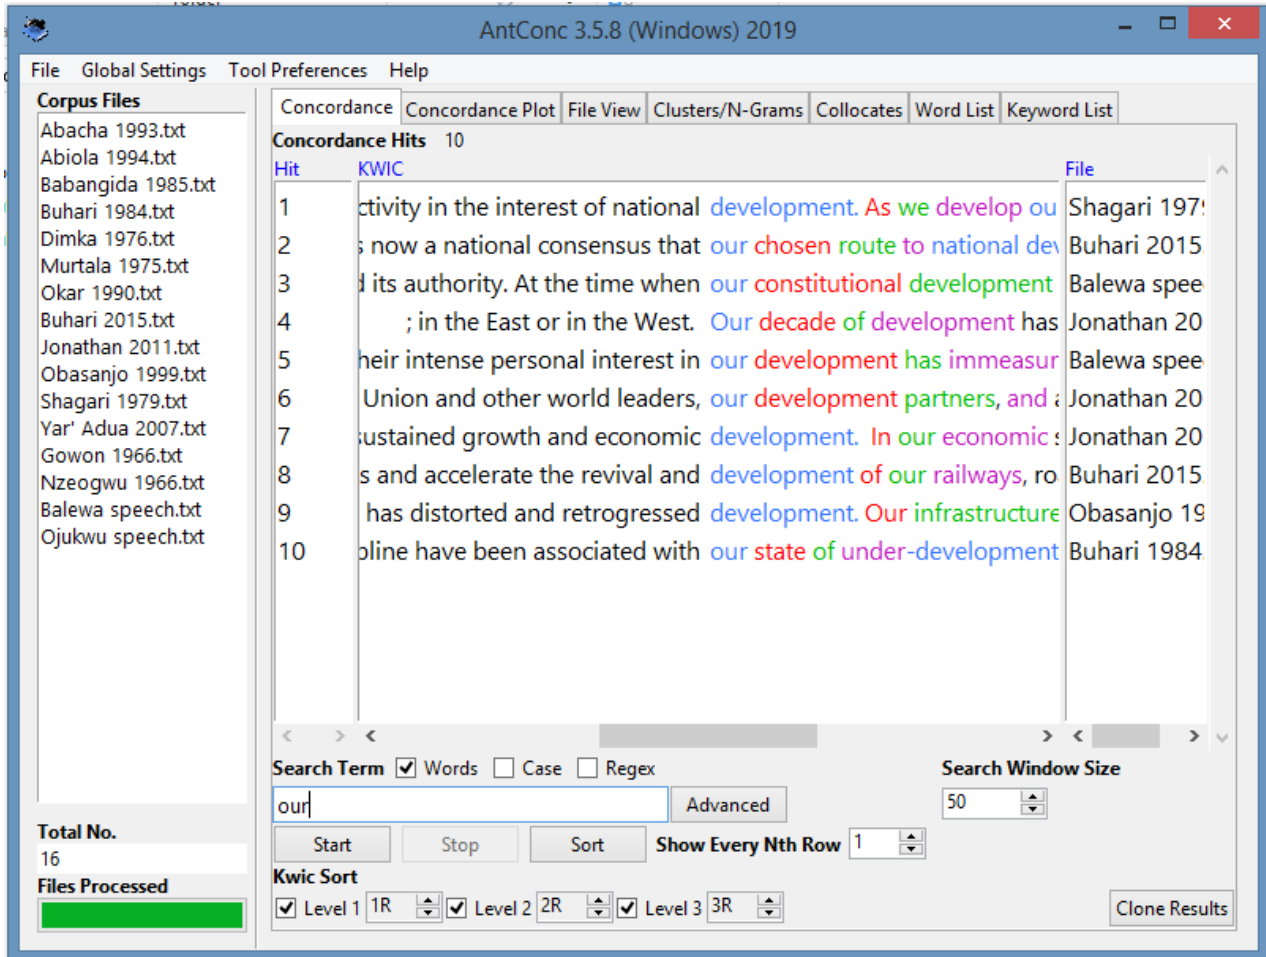 AntConc 3.5.8 (Windows) 2019
File Global Settings Tool Preferences Help
Corpus Files
Abacha 1993.txt
Abiola 1994.txt
Babangida 1985.txt
Buhari 1984.txt
Dimka 1976.txt
Murtala 1975.txt
Okar 1990.txt
Buhari 2015.txt
Jonathan 2011.txt
Obasanjo 1999.txt
Shagari 1979.txt
Yar' Adua 2007.txt
Gowon 1966.txt
Nzeogwu 1966.txt
Balewa speech.txt
Ojukwu speech.txt
Total No.
16
Files Processed
Concordance Concordance Plot File View Clusters/N-Grams Collocates Word List Keyword List
Concordance Hits 10
Hit KWIC File
1 ctivity in the interest of national development. As we develop ou Shagari 197
2 s now a national consensus that our chosen route to national dev Buhari 2015
3 d its authority. At the time when our constitutional development Balewa spee
4 ; in the East or in the West. Our decade of development has Jonathan 20
5 heir intense personal interest in our development has immeasur Balewa spee
6 Union and other world leaders, our development partners, and a Jonathan 20
7 sustained growth and economic development. In our economic s Jonathan 20
8 s and accelerate the revival and development of our railways, ro Buhari 2015
9 has distorted and retrogressed development. Our infrastructure Obasanjo 19
10 pline have been associated with our state of under-development Buhari 1984
Search Term Words Case Regex Search Window Size
our Advanced 50
Start Stop Sort Show Every Nth Row 1
Kwic Sort
Level 1 1R Level 2 2R Level 3 3R Clone Results